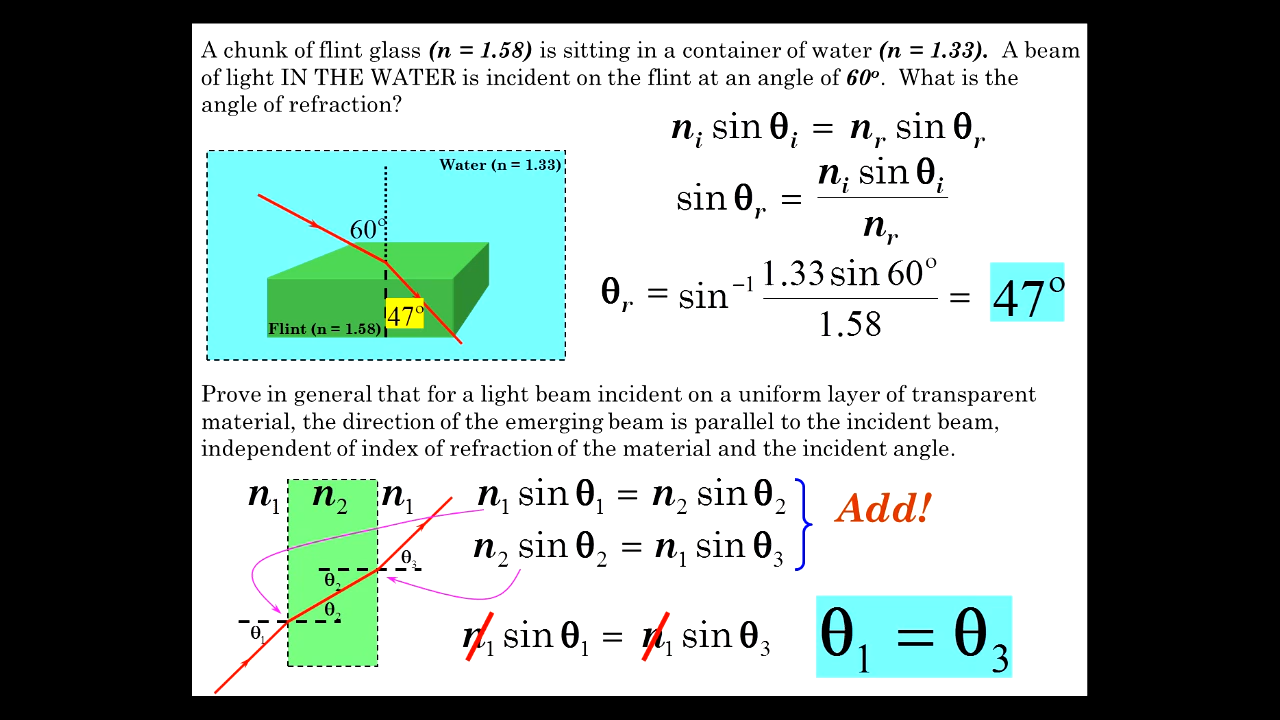 A chunk of flint glass (n = 1.58) is sitting in a container of water (n = 1.33). A beam
of light IN THE WATER is incident on the flint at an angle of 60º. What is the
angle of refraction?
nᵢ sin θᵢ = nᵣ sin θᵣ
sin θᵣ = nᵢ sin θᵢ / nᵣ
θᵣ = sin⁻¹ 1.33 sin 60º / 1.58 = 47º
Water (n = 1.33)
60º
47º
Flint (n = 1.58)
Prove in general that for a light beam incident on a uniform layer of transparent
material, the direction of the emerging beam is parallel to the incident beam,
independent of index of refraction of the material and the incident angle.
n₁ n₂ n₁
θ₃
θ₂
θ₂
θ₁
n₁ sin θ₁ = n₂ sin θ₂
n₂ sin θ₂ = n₁ sin θ₃
Add!
n₁ sin θ₁ = n₁ sin θ₃
θ₁ = θ₃